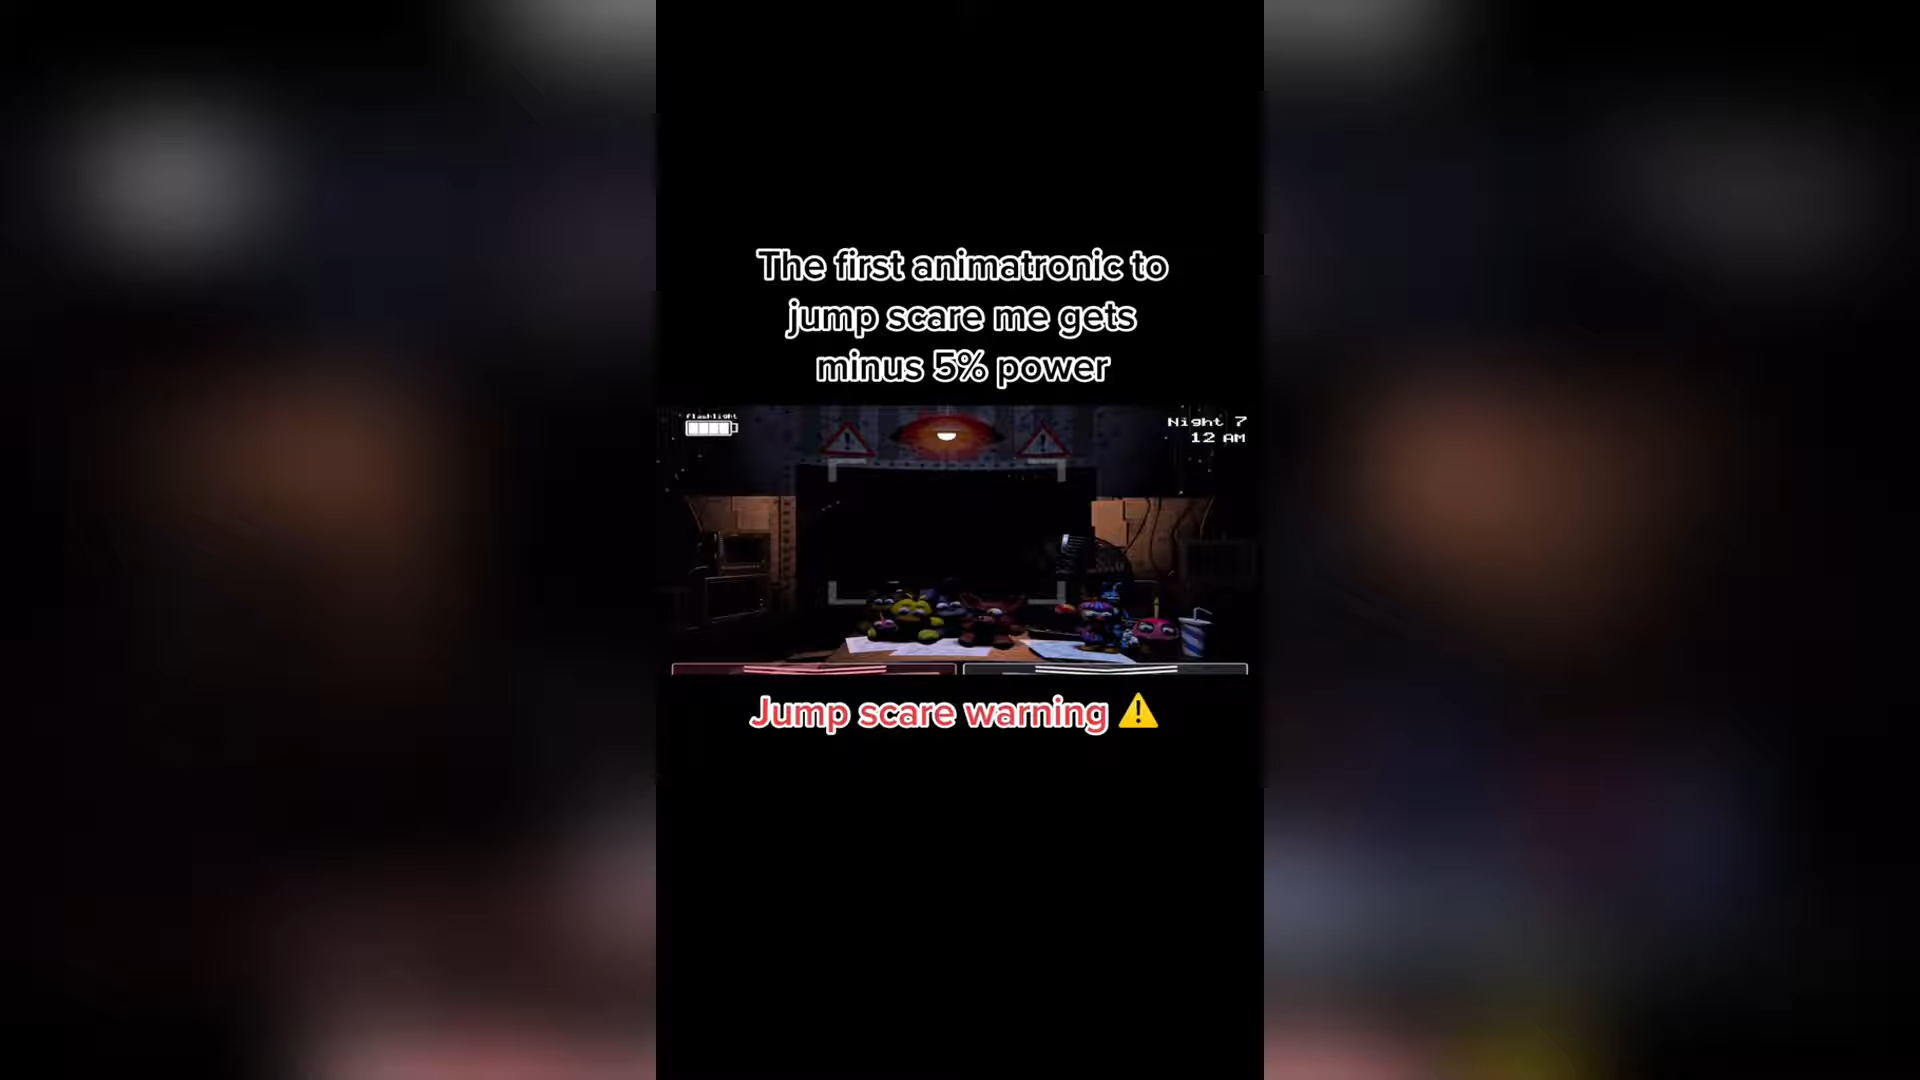 The first animatronic to
jump scare me gets
minus 5% power
flashlight
Night 7
12 AM
Jump scare warning ⚠️